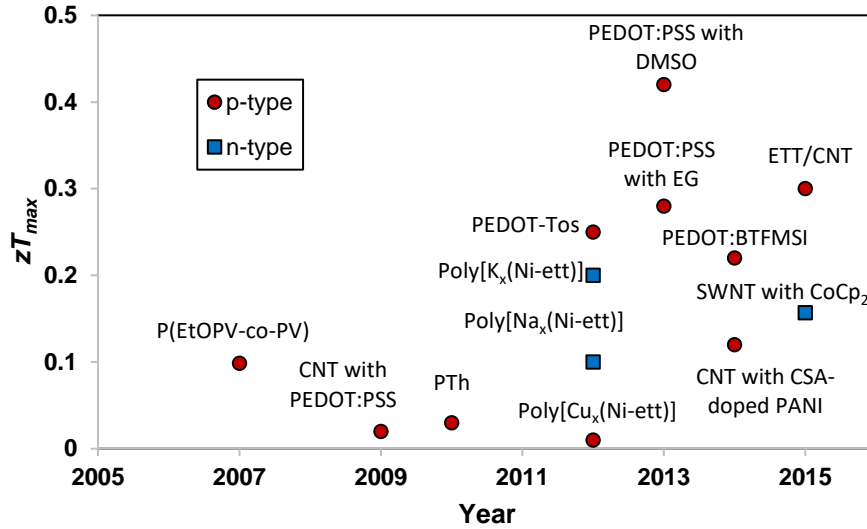 0.5
0.4
0.3
0.2
0.1
0
zT_max
p-type
n-type
PEDOT:PSS with
DMSO
PEDOT:PSS
with EG
ETT/CNT
PEDOT-Tos
PEDOT:BTFMSI
Poly[Kₓ(Ni-ett)]
SWNT with CoCp₂
Poly[Naₓ(Ni-ett)]
P(EtOPV-co-PV)
CNT with
PEDOT:PSS
PTh
CNT with CSA-
doped PANI
Poly[Cuₓ(Ni-ett)]
2005 2007 2009 2011 2013 2015
Year